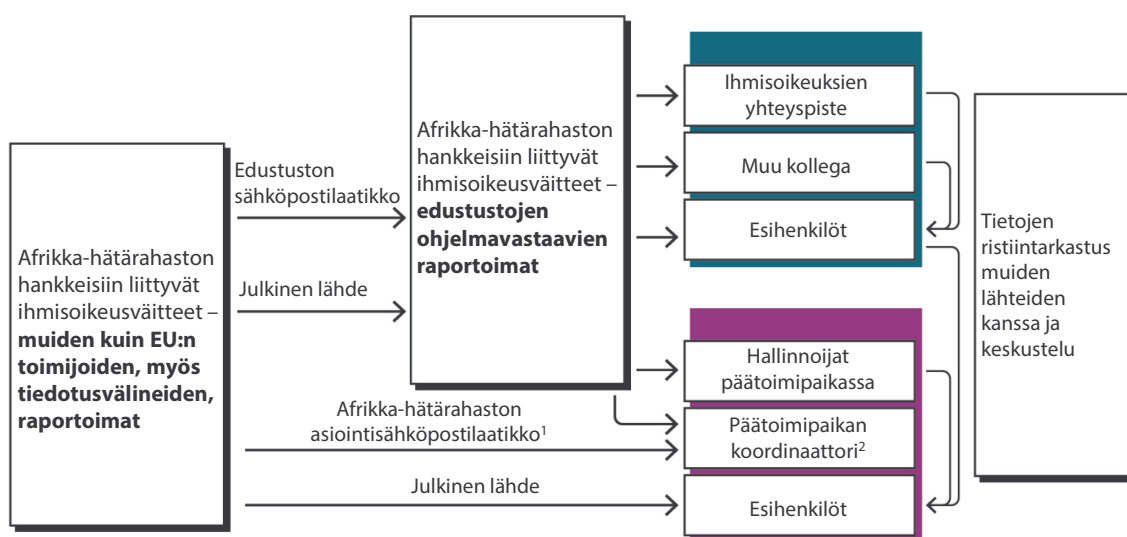 Afrikka-hätärahaston
hankkeisiin liittyvät
ihmisoikeusväitteet –
muiden kuin EU:n
toimijoiden, myös
tiedotusvälineiden,
raportoimat
Edustuston
sähköpostilaatikko
Julkinen lähde
Afrikka-hätärahaston
asiointisähköpostilaatikko¹
Julkinen lähde
Afrikka-hätärahaston
hankkeisiin liittyvät
ihmisoikeusväitteet –
edustustojen
ohjelmavastaavien
raportoimat
Ihmisoikeuksien
yhteyspiste
Muu kollega
Esihenkilöt
Hallinnoijat
päätoimipaikassa
Päätoimipaikan
koordinaattori²
Esihenkilöt
Tietojen
ristiintarkastus
muiden
lähteiden
kanssa ja
keskustelu